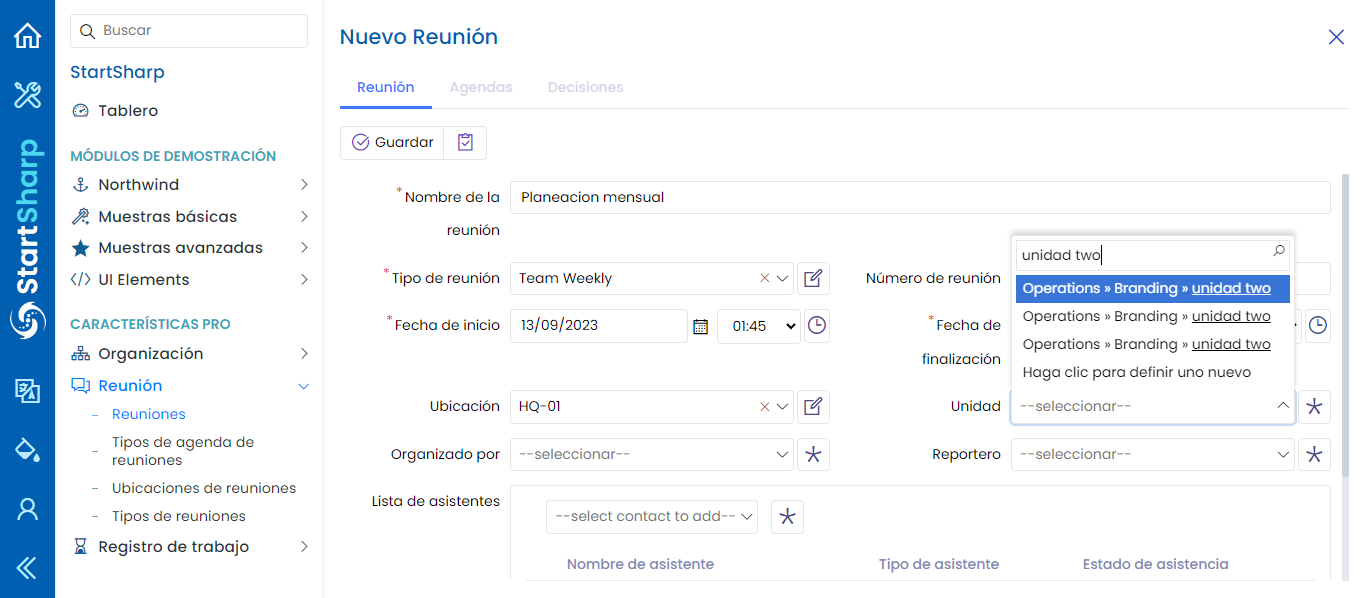 StartSharp
Buscar
StartSharp
Tablero
MÓDULOS DE DEMOSTRACIÓN
Northwind
Muestras básicas
Muestras avanzadas
UI Elements
CARACTERÍSTICAS PRO
Organización
Reunión
Reuniones
Tipos de agenda de
reuniones
Ubicaciones de reuniones
Tipos de reuniones
Registro de trabajo
Nuevo Reunión
Reunión Agendas Decisiones
Guardar
*Nombre de la
reunión
Planeacion mensual
*Tipo de reunión Team Weekly
Número de reunión
*Fecha de inicio 13/09/2023 01:45
*Fecha de
finalización
Ubicación HQ-01
unidad two
Operations » Branding » unidad two
Operations » Branding » unidad two
Operations » Branding » unidad two
Haga clic para definir uno nuevo
Unidad --seleccionar--
Organizado por --seleccionar--
Reportero --seleccionar--
Lista de asistentes
--select contact to add--
Nombre de asistente Tipo de asistente Estado de asistencia